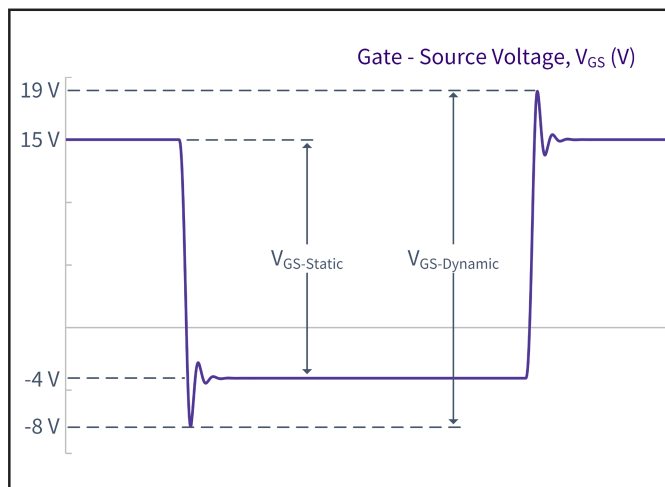 Gate - Source Voltage, VGS (V)
19 V
15 V
VGS-Static
VGS-Dynamic
-4 V
-8 V